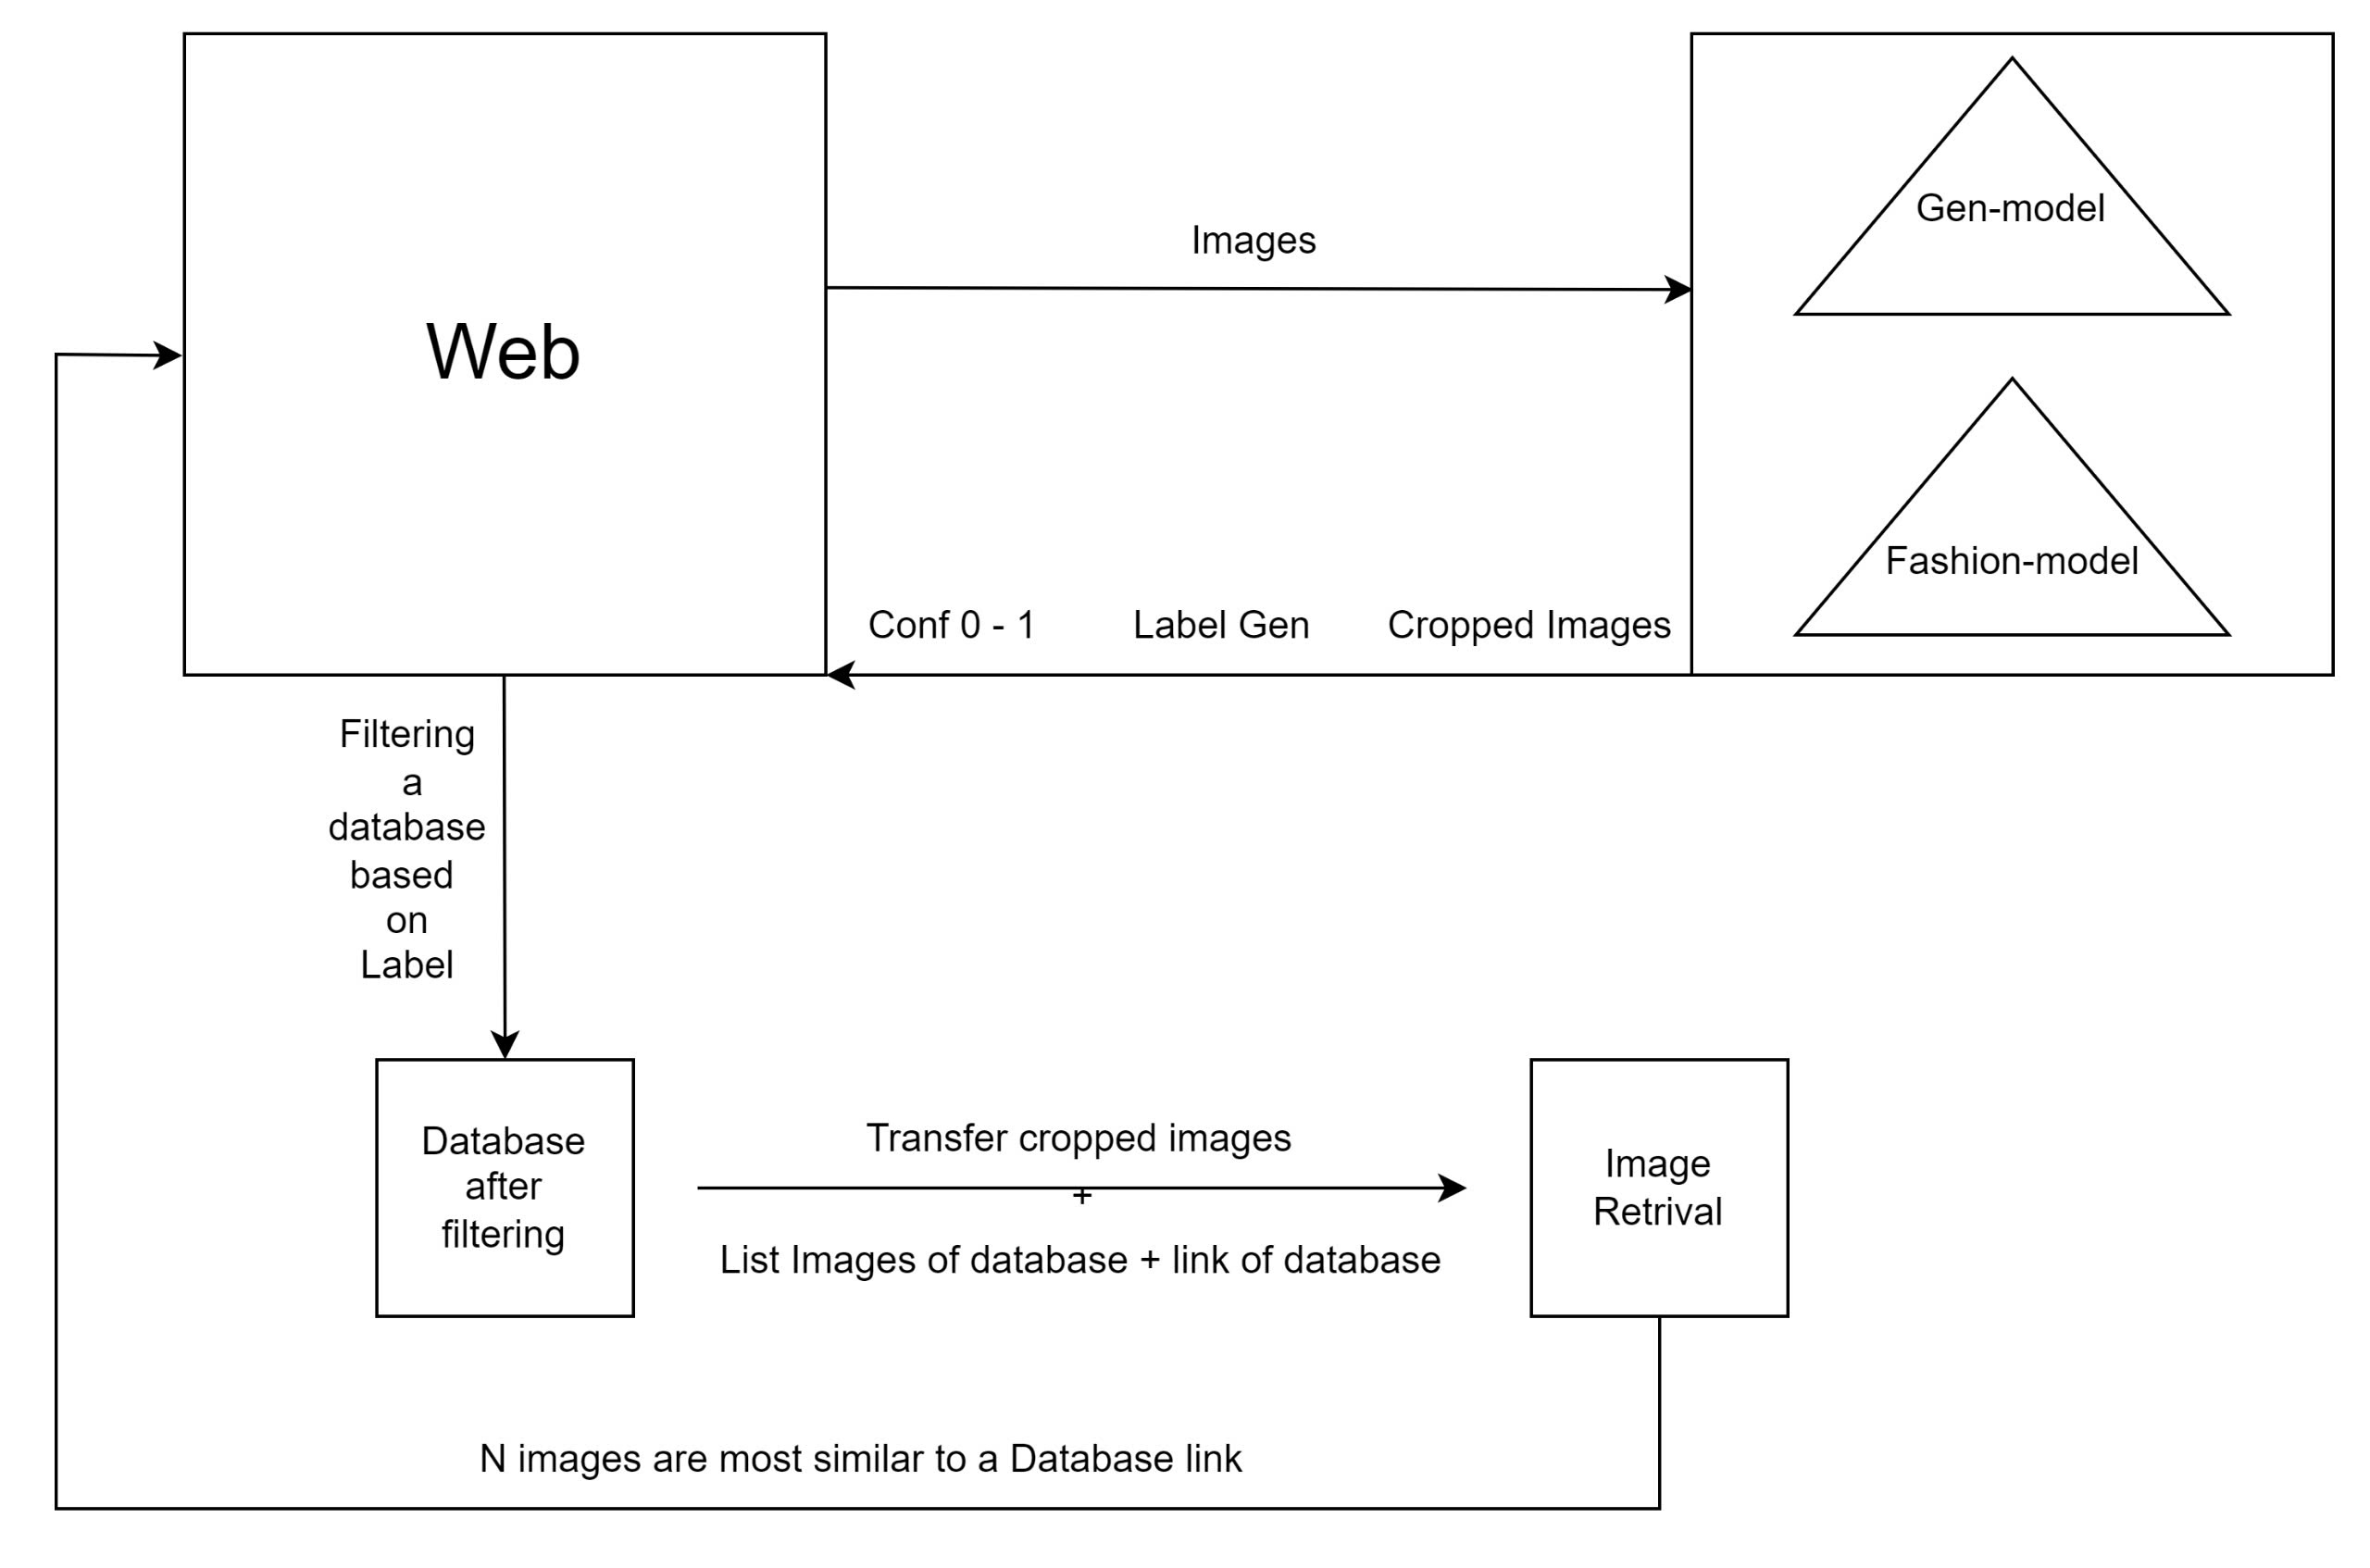 Web
Images
Gen-model
Fashion-model
Conf 0 - 1
Label Gen
Cropped Images
Filtering
a
database
based
on
Label
Database
after
filtering
Transfer cropped images
+
List Images of database + link of database
Image
Retrival
N images are most similar to a Database link